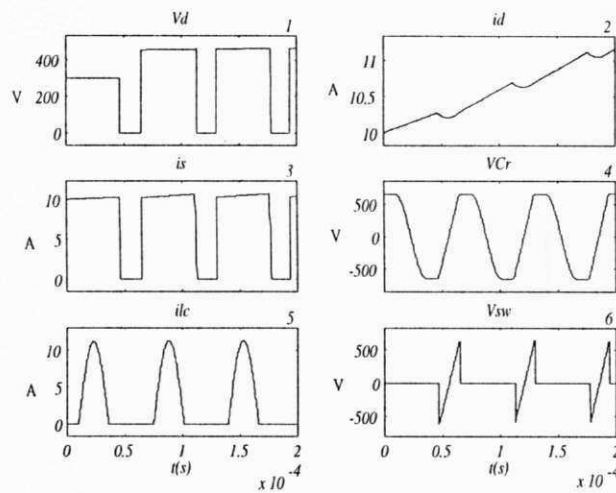 Vd 1
400
V 200
0
id 2
11
A 10.5
10
is 3
10
A 5
0
VCr 4
500
V 0
-500
ilc 5
10
A 5
0
0 0.5 1 1.5 2
t(s)
x 10 -4
Vsw 6
500
V 0
-500
0 0.5 1 1.5 2
t(s)
x 10 -4